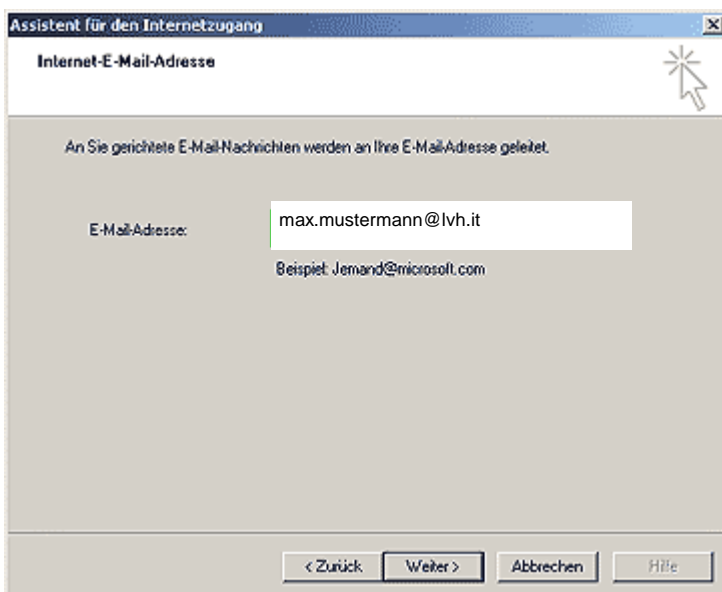 Assistent für den Internetzugang
Internet-E-Mail-Adresse
An Sie gerichtete E-Mail-Nachrichten werden an Ihre E-Mail-Adresse geleitet.
E-Mail-Adresse: max.mustermann@lvh.it
Beispiel: Jemand@microsoft.com
< Zurück Weiter > Abbrechen Hilfe